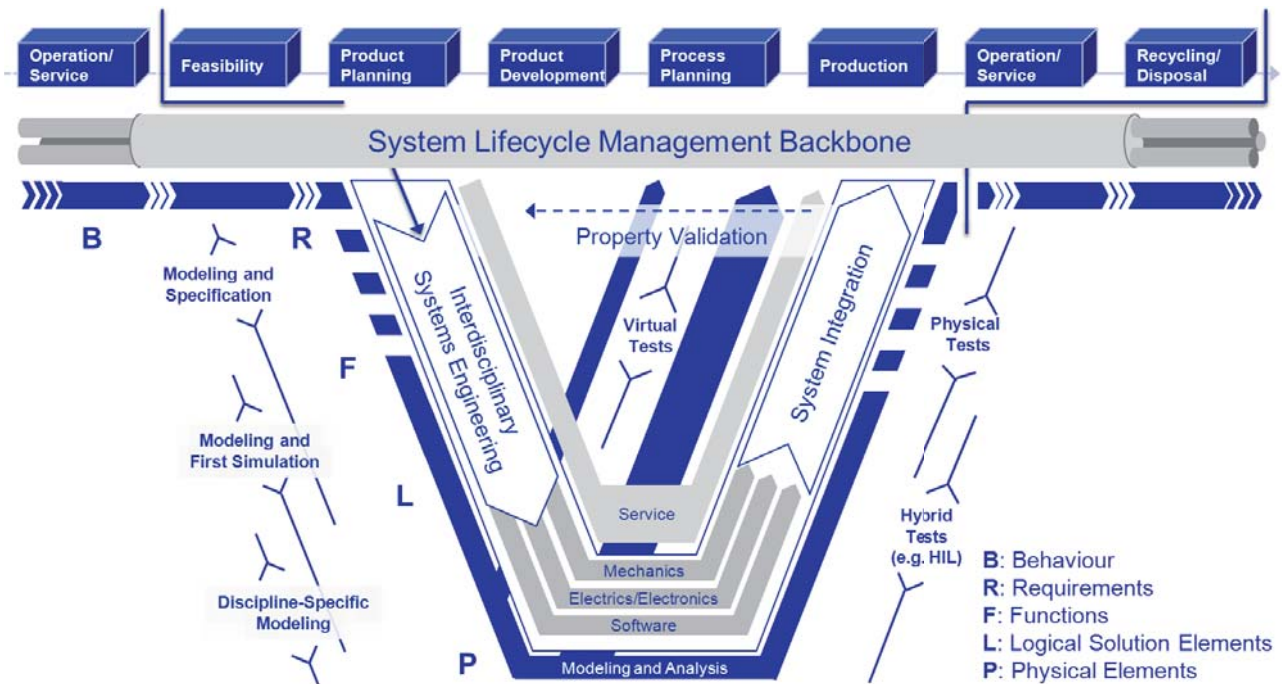 Operation/
Service
Feasibility
Product
Planning
Product
Development
Process
Planning
Production
Operation/
Service
Recycling/
Disposal
System Lifecycle Management Backbone
B
R
Property Validation
Modeling and
Specification
Interdisciplinary
Systems Engineering
Virtual
Tests
System Integration
Physical
Tests
F
Modeling and
First Simulation
L
Service
Hybrid
Tests
(e.g. HIL)
Mechanics
Electrics/Electronics
Software
Discipline-Specific
Modeling
P
Modeling and Analysis
B: Behaviour
R: Requirements
F: Functions
L: Logical Solution Elements
P: Physical Elements